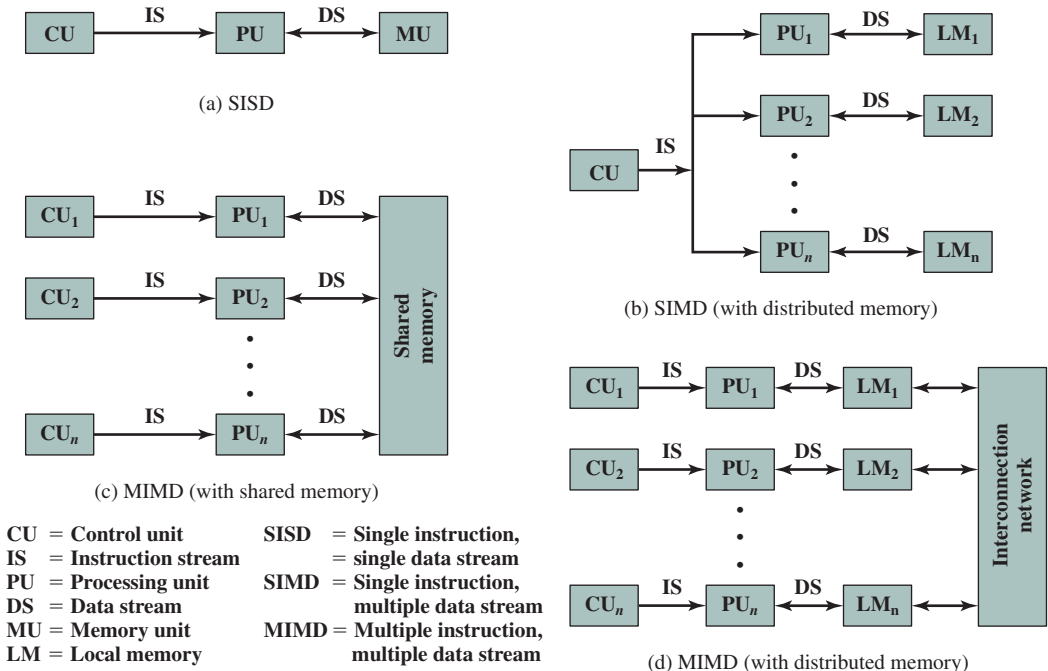 IS DS
CU PU MU
(a) SISD
PU₁ DS LM₁
PU₂ DS LM₂
IS
CU
PUₙ DS LMₙ
(b) SIMD (with distributed memory)
IS DS
CU₁ PU₁
IS DS
CU₂ PU₂
Shared
memory
IS DS
CUₙ PUₙ
(c) MIMD (with shared memory)
IS DS
CU₁ PU₁ LM₁
IS DS
CU₂ PU₂ LM₂
Interconnection
network
IS DS
CUₙ PUₙ LMₙ
(d) MIMD (with distributed memory)
CU = Control unit
IS = Instruction stream
PU = Processing unit
DS = Data stream
MU = Memory unit
LM = Local memory
SISD = Single instruction,
= single data stream
SIMD = Single instruction,
multiple data stream
MIMD = Multiple instruction,
multiple data stream